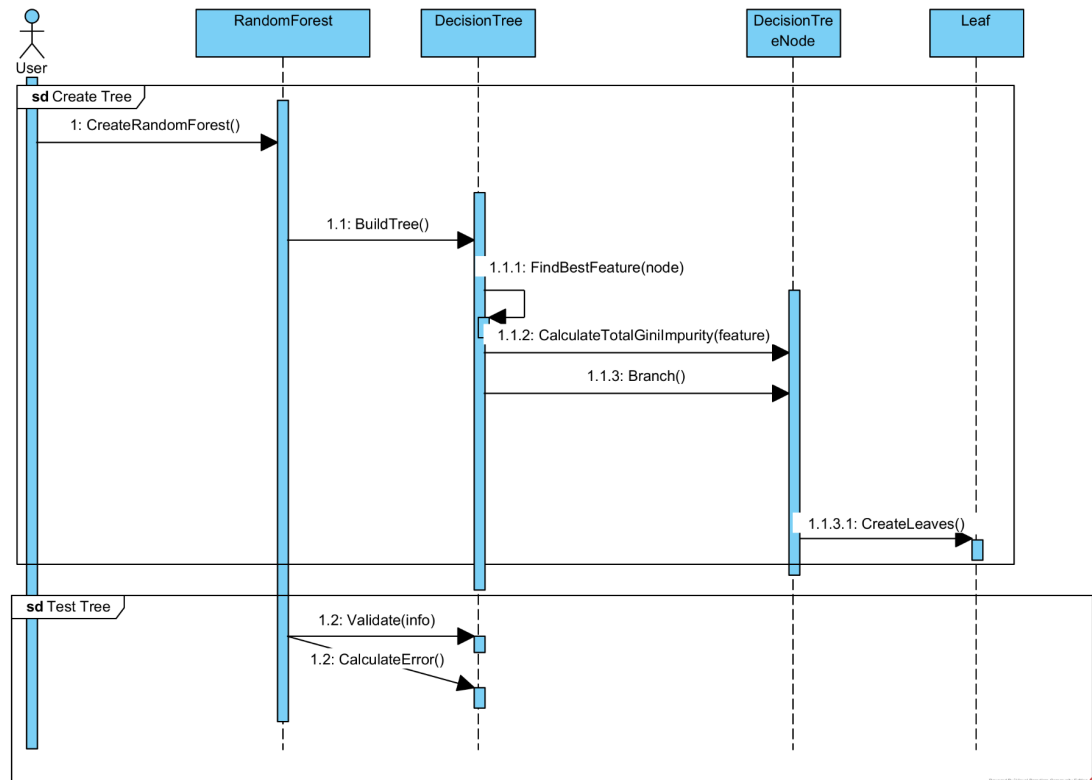 RandomForest
DecisionTree
DecisionTre
eNode
Leaf
User
sd Create Tree
1: CreateRandomForest()
1.1: BuildTree()
1.1.1: FindBestFeature(node)
1.1.2: CalculateTotalGiniImpurity(feature)
1.1.3: Branch()
1.1.3.1: CreateLeaves()
sd Test Tree
1.2: Validate(info)
1.2: CalculateError()